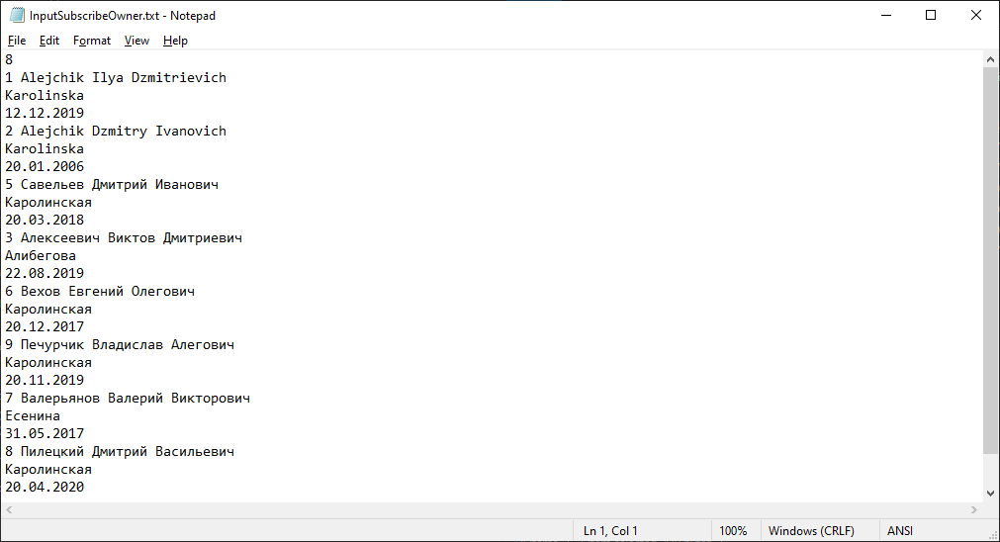 InputSubscribeOwner.txt - Notepad
File Edit Format View Help
8
1 Alejchik Ilya Dzmitrievich
Karolinska
12.12.2019
2 Alejchik Dzmitry Ivanovich
Karolinska
20.01.2006
5 Савельев Дмитрий Иванович
Каролинская
20.03.2018
3 Алексеевич Виктов Дмитриевич
Алибегова
22.08.2019
6 Вехов Евгений Олегович
Каролинская
20.12.2017
9 Печурчик Владислав Алегович
Каролинская
20.11.2019
7 Валерьянов Валерий Викторович
Есенина
31.05.2017
8 Пилецкий Дмитрий Васильевич
Каролинская
20.04.2020
Ln 1, Col 1 100% Windows (CRLF) ANSI